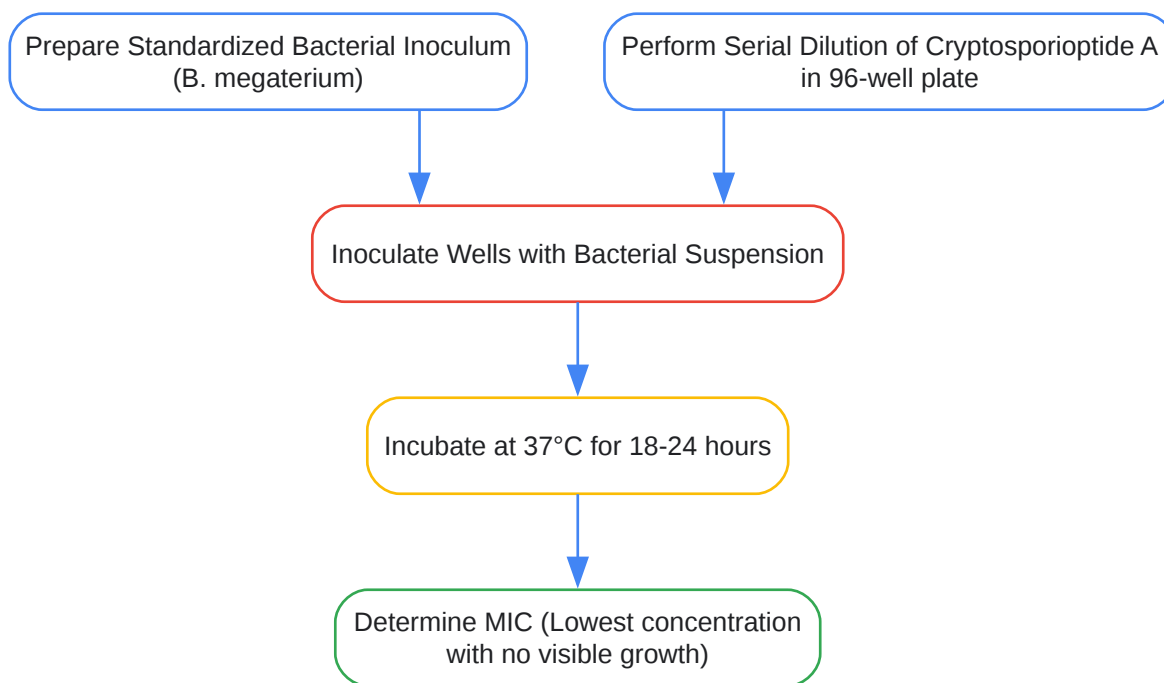 Prepare Standardized Bacterial Inoculum
(B. megaterium)
Perform Serial Dilution of Cryptosporioptide A
in 96-well plate
Inoculate Wells with Bacterial Suspension
Incubate at 37°C for 18-24 hours
Determine MIC (Lowest concentration
with no visible growth)